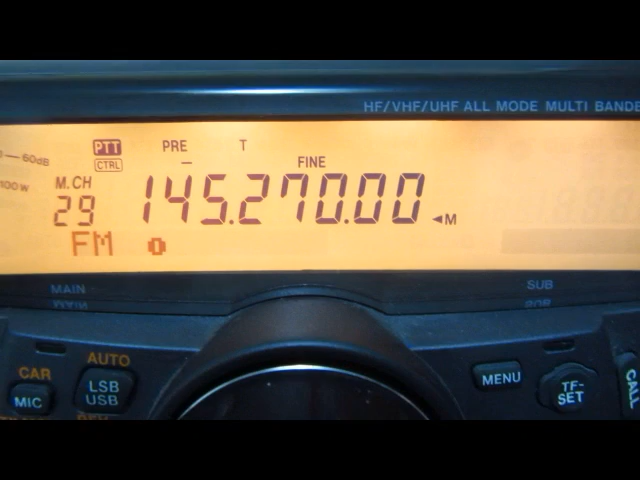 HF/VHF/UHF ALL MODE MULTI BANDE
PTT PRE T
60dB CTRL FINE
100W M.CH
29 145.270.00 ◄M
FM
MAIN SUB
AUTO
CAR LSB MENU TF-
MIC USB SET CALL